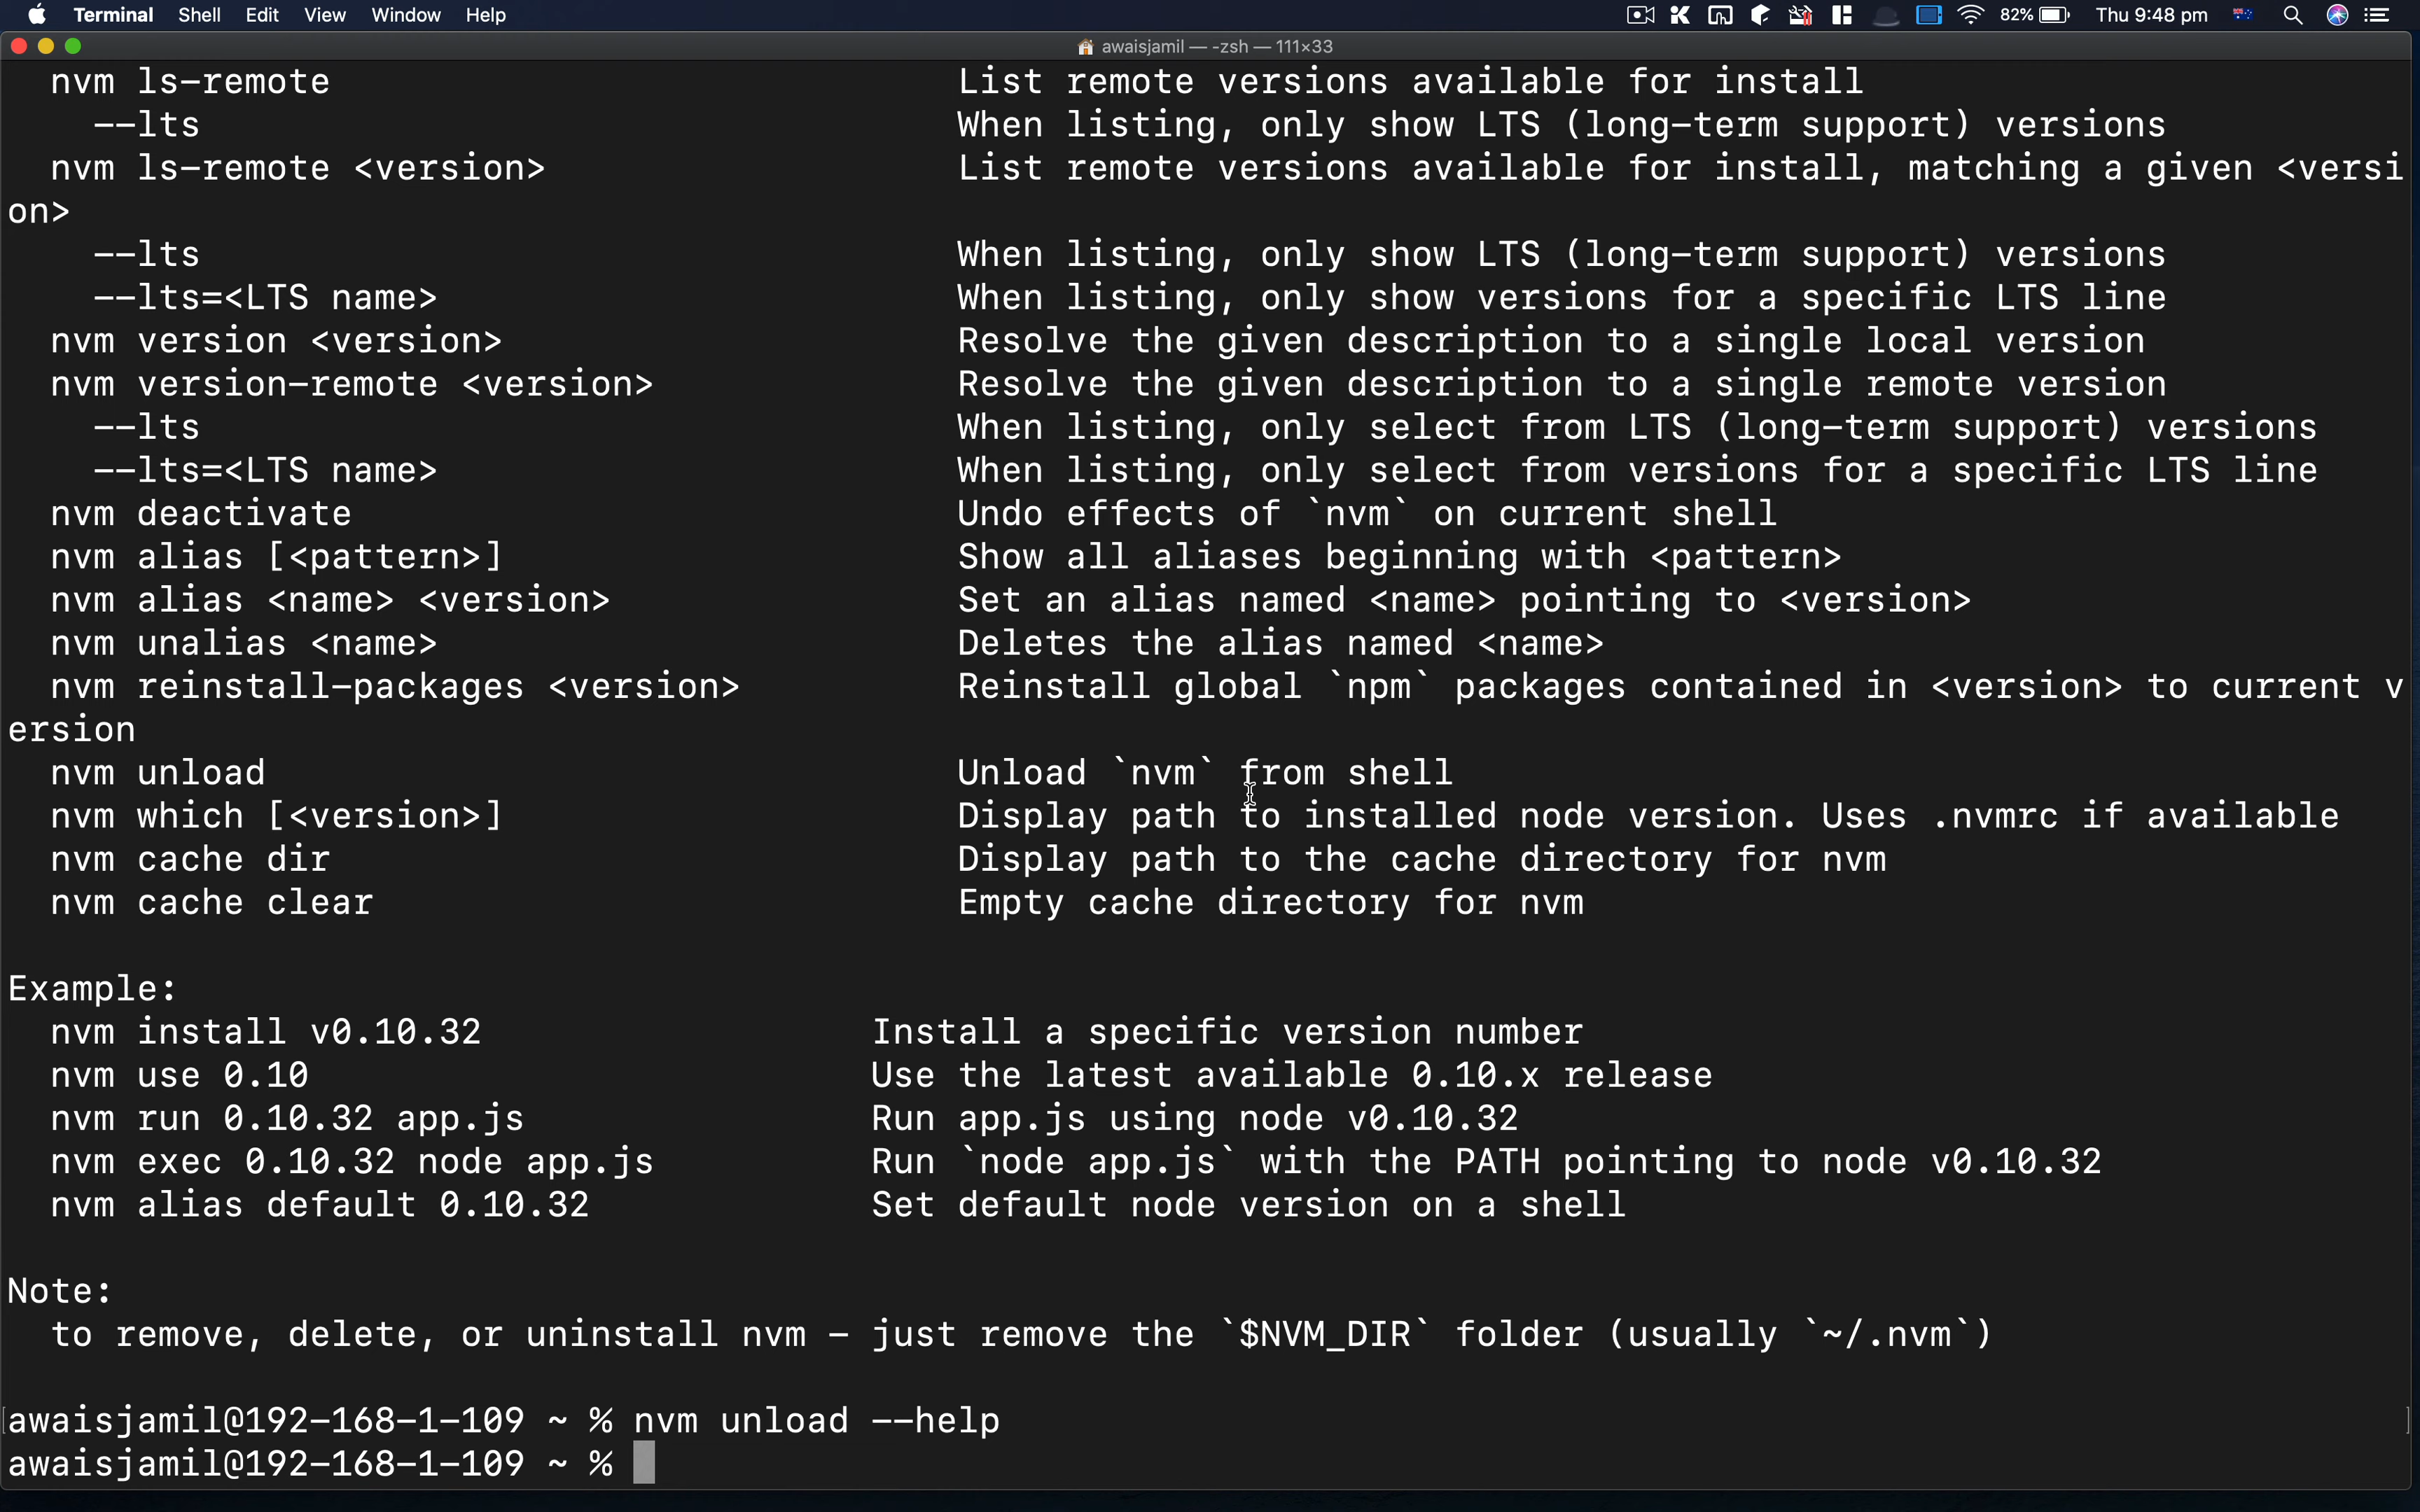 Terminal Shell Edit View Window Help 82% Thu 9:48 pm
awaisjamil — -zsh — 111×33
nvm ls-remote List remote versions available for install
--lts When listing, only show LTS (long-term support) versions
nvm ls-remote <version> List remote versions available for install, matching a given <versi
on>
--lts When listing, only show LTS (long-term support) versions
--lts=<LTS name> When listing, only show versions for a specific LTS line
nvm version <version> Resolve the given description to a single local version
nvm version-remote <version> Resolve the given description to a single remote version
--lts When listing, only select from LTS (long-term support) versions
--lts=<LTS name> When listing, only select from versions for a specific LTS line
nvm deactivate Undo effects of `nvm` on current shell
nvm alias [<pattern>] Show all aliases beginning with <pattern>
nvm alias <name> <version> Set an alias named <name> pointing to <version>
nvm unalias <name> Deletes the alias named <name>
nvm reinstall-packages <version> Reinstall global `npm` packages contained in <version> to current v
ersion
nvm unload Unload `nvm` from shell
nvm which [<version>] Display path to installed node version. Uses .nvmrc if available
nvm cache dir Display path to the cache directory for nvm
nvm cache clear Empty cache directory for nvm
Example:
nvm install v0.10.32 Install a specific version number
nvm use 0.10 Use the latest available 0.10.x release
nvm run 0.10.32 app.js Run app.js using node v0.10.32
nvm exec 0.10.32 node app.js Run `node app.js` with the PATH pointing to node v0.10.32
nvm alias default 0.10.32 Set default node version on a shell
Note:
to remove, delete, or uninstall nvm - just remove the `$NVM_DIR` folder (usually `~/.nvm`)
[awaisjamil@192-168-1-109 ~ % nvm unload --help ]
awaisjamil@192-168-1-109 ~ %